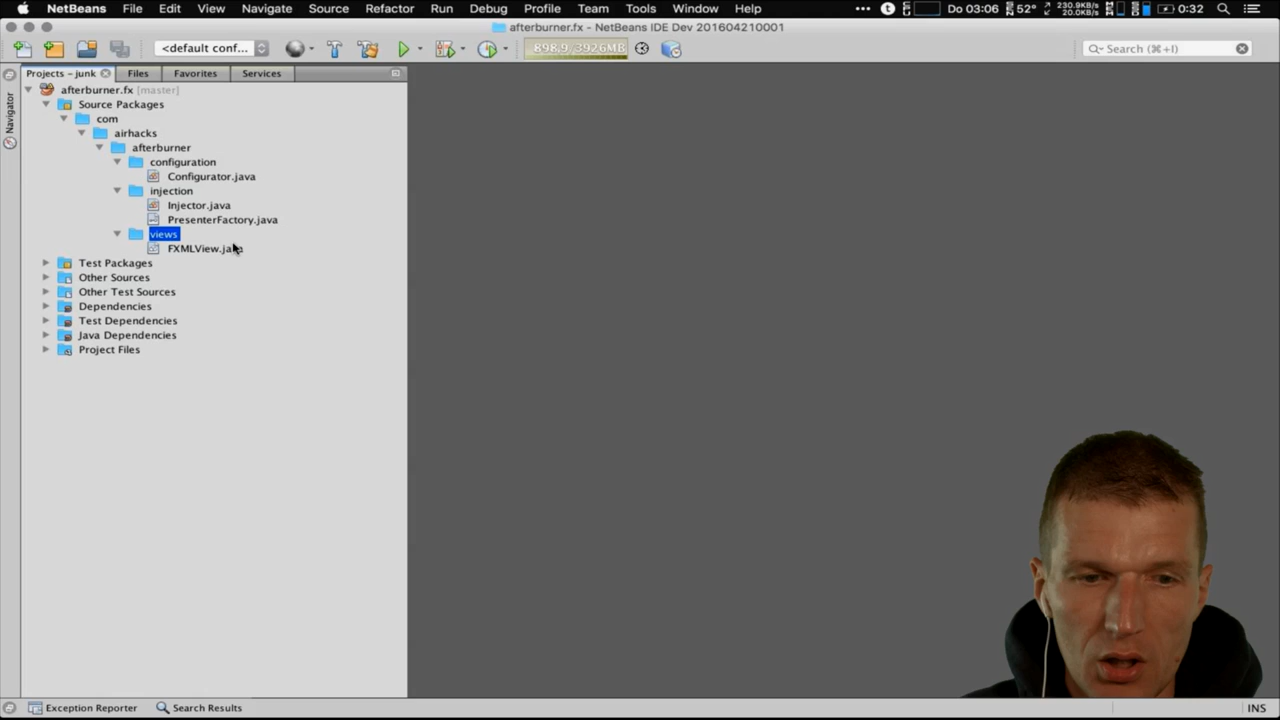 NetBeans File Edit View Navigate Source Refactor Run Debug Profile Team Tools Window Help ••• Do 03:06 52° 230.9KB/s 20.0KB/s 0:32
afterburner.fx – NetBeans IDE Dev 201604210001
<default conf... 898,9/3926MB Search (⌘+I)
Projects – junk Files Favorites Services
Navigator
afterburner.fx [master]
Source Packages
com
airhacks
afterburner
configuration
Configurator.java
injection
Injector.java
PresenterFactory.java
views
FXMLView.java
Test Packages
Other Sources
Other Test Sources
Dependencies
Test Dependencies
Java Dependencies
Project Files
Exception Reporter Search Results INS